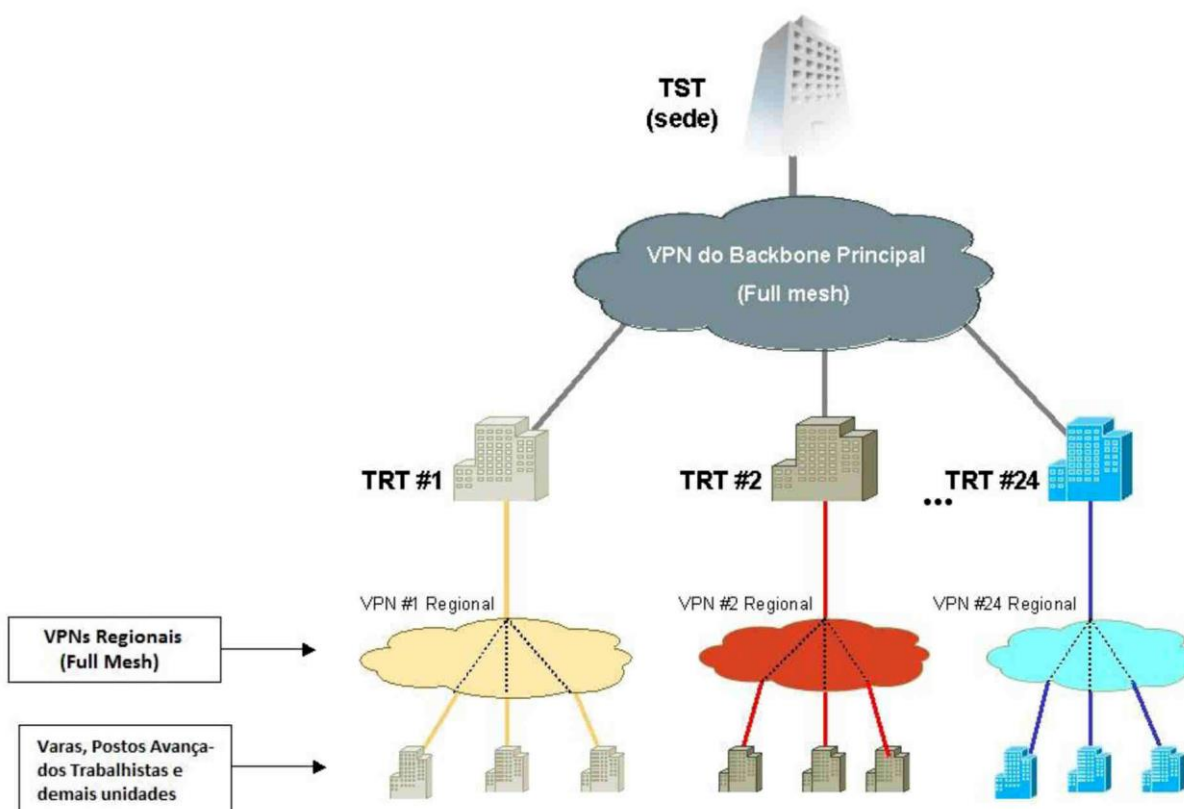 TST
(sede)
VPN do Backbone Principal
(Full mesh)
TRT #1
TRT #2
... TRT #24
VPN #1 Regional
VPN #2 Regional
VPN #24 Regional
VPNs Regionais
(Full Mesh)
Varas, Postos Avança-
dos Trabalhistas e
demais unidades